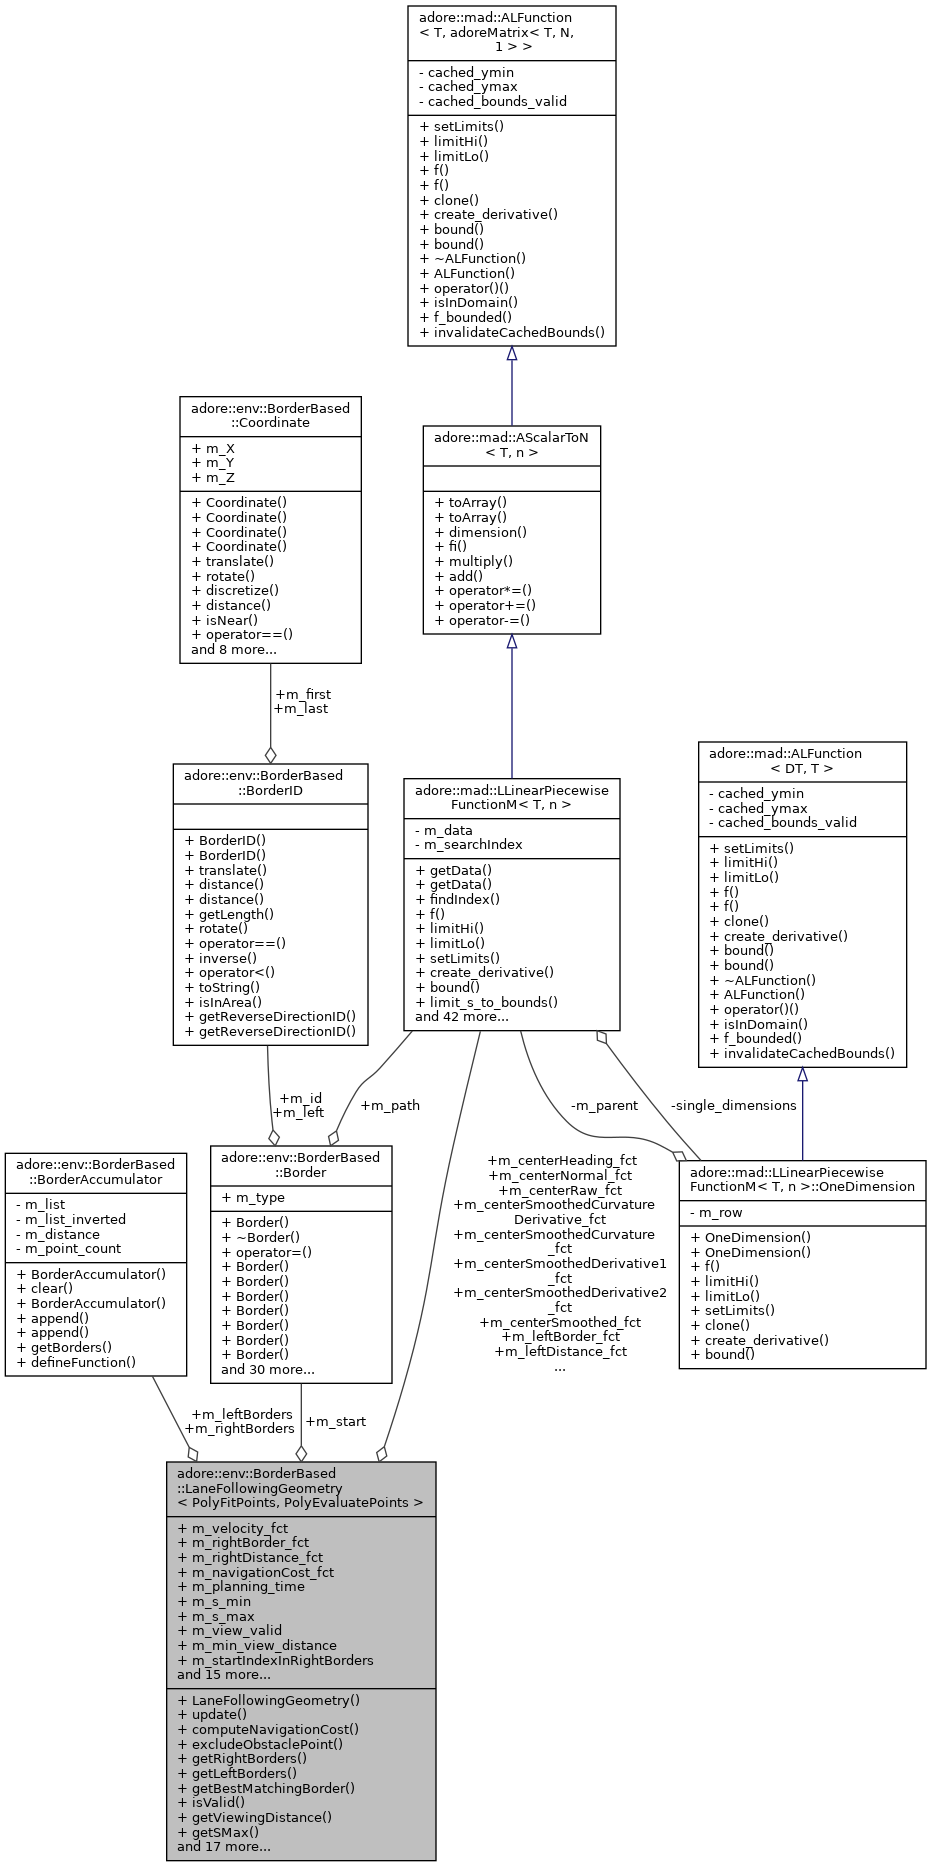 adore::mad::ALFunction
< T, adoreMatrix< T, N,
1 > >
- cached_ymin
- cached_ymax
- cached_bounds_valid
+ setLimits()
+ limitHi()
+ limitLo()
+ f()
+ f()
+ clone()
+ create_derivative()
+ bound()
+ bound()
+ ~ALFunction()
+ ALFunction()
+ operator()()
+ isInDomain()
+ f_bounded()
+ invalidateCachedBounds()
adore::env::BorderBased
::Coordinate
+ m_X
+ m_Y
+ m_Z
+ Coordinate()
+ Coordinate()
+ Coordinate()
+ Coordinate()
+ translate()
+ rotate()
+ discretize()
+ distance()
+ isNear()
+ operator==()
and 8 more...
adore::mad::AScalarToN
< T, n >
+ toArray()
+ toArray()
+ dimension()
+ fi()
+ multiply()
+ add()
+ operator*=()
+ operator+=()
+ operator-=()
+m_first
+m_last
adore::env::BorderBased
::BorderID
+ BorderID()
+ BorderID()
+ translate()
+ distance()
+ distance()
+ getLength()
+ rotate()
+ operator==()
+ inverse()
+ operator<()
+ toString()
+ isInArea()
+ getReverseDirectionID()
+ getReverseDirectionID()
adore::mad::LLinearPiecewise
FunctionM< T, n >
- m_data
- m_searchIndex
+ getData()
+ getData()
+ findIndex()
+ f()
+ limitHi()
+ limitLo()
+ setLimits()
+ create_derivative()
+ bound()
+ limit_s_to_bounds()
and 42 more...
adore::mad::ALFunction
< DT, T >
- cached_ymin
- cached_ymax
- cached_bounds_valid
+ setLimits()
+ limitHi()
+ limitLo()
+ f()
+ f()
+ clone()
+ create_derivative()
+ bound()
+ bound()
+ ~ALFunction()
+ ALFunction()
+ operator()()
+ isInDomain()
+ f_bounded()
+ invalidateCachedBounds()
+m_id
+m_left
+m_path
-m_parent
-single_dimensions
adore::env::BorderBased
::BorderAccumulator
- m_list
- m_list_inverted
- m_distance
- m_point_count
+ BorderAccumulator()
+ clear()
+ BorderAccumulator()
+ append()
+ append()
+ getBorders()
+ defineFunction()
adore::env::BorderBased
::Border
+ m_type
+ Border()
+ ~Border()
+ operator=()
+ Border()
+ Border()
+ Border()
+ Border()
+ Border()
+ Border()
+ Border()
and 30 more...
+m_centerHeading_fct
+m_centerNormal_fct
+m_centerRaw_fct
+m_centerSmoothedCurvature
Derivative_fct
+m_centerSmoothedCurvature
_fct
+m_centerSmoothedDerivative1
_fct
+m_centerSmoothedDerivative2
_fct
+m_centerSmoothed_fct
+m_leftBorder_fct
+m_leftDistance_fct
...
adore::mad::LLinearPiecewise
FunctionM< T, n >::OneDimension
- m_row
+ OneDimension()
+ OneDimension()
+ f()
+ limitHi()
+ limitLo()
+ setLimits()
+ clone()
+ create_derivative()
+ bound()
+m_leftBorders
+m_rightBorders
+m_start
adore::env::BorderBased
::LaneFollowingGeometry
< PolyFitPoints, PolyEvaluatePoints >
+ m_velocity_fct
+ m_rightBorder_fct
+ m_rightDistance_fct
+ m_navigationCost_fct
+ m_planning_time
+ m_s_min
+ m_s_max
+ m_view_valid
+ m_min_view_distance
+ m_startIndexInRightBorders
and 15 more...
+ LaneFollowingGeometry()
+ update()
+ computeNavigationCost()
+ excludeObstaclePoint()
+ getRightBorders()
+ getLeftBorders()
+ getBestMatchingBorder()
+ isValid()
+ getViewingDistance()
+ getSMax()
and 17 more...